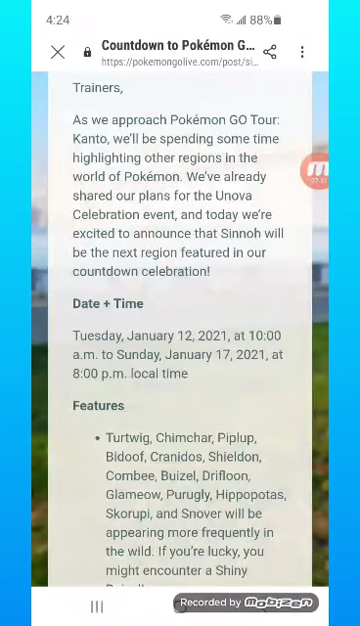 4:24
88%
Countdown to Pokémon G...
https://pokemongolive.com/post/si...
Trainers,
As we approach Pokémon GO Tour:
Kanto, we'll be spending some time
highlighting other regions in the
world of Pokémon. We've already
shared our plans for the Unova
Celebration event, and today we're
excited to announce that Sinnoh will
be the next region featured in our
countdown celebration!
Date + Time
Tuesday, January 12, 2021, at 10:00
a.m. to Sunday, January 17, 2021, at
8:00 p.m. local time
Features
• Turtwig, Chimchar, Piplup,
Bidoof, Cranidos, Shieldon,
Combee, Buizel, Drifloon,
Glameow, Purugly, Hippopotas,
Skorupi, and Snover will be
appearing more frequently in
the wild. If you're lucky, you
might encounter a Shiny
Recorded by Mobizen